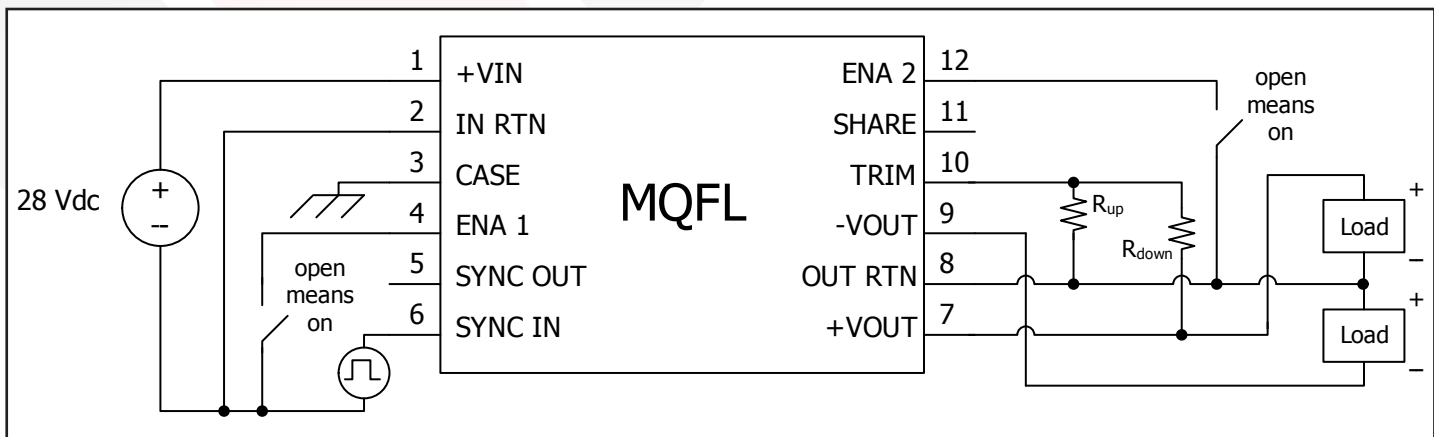 1
+VIN
2
IN RTN
3
CASE
4
ENA 1
5
SYNC OUT
6
SYNC IN
28 Vdc
+
--
open
means
on
MQFL
12
ENA 2
11
SHARE
10
TRIM
9
-VOUT
8
OUT RTN
7
+VOUT
Rup
Rdown
open
means
on
+
Load
–
+
Load
–